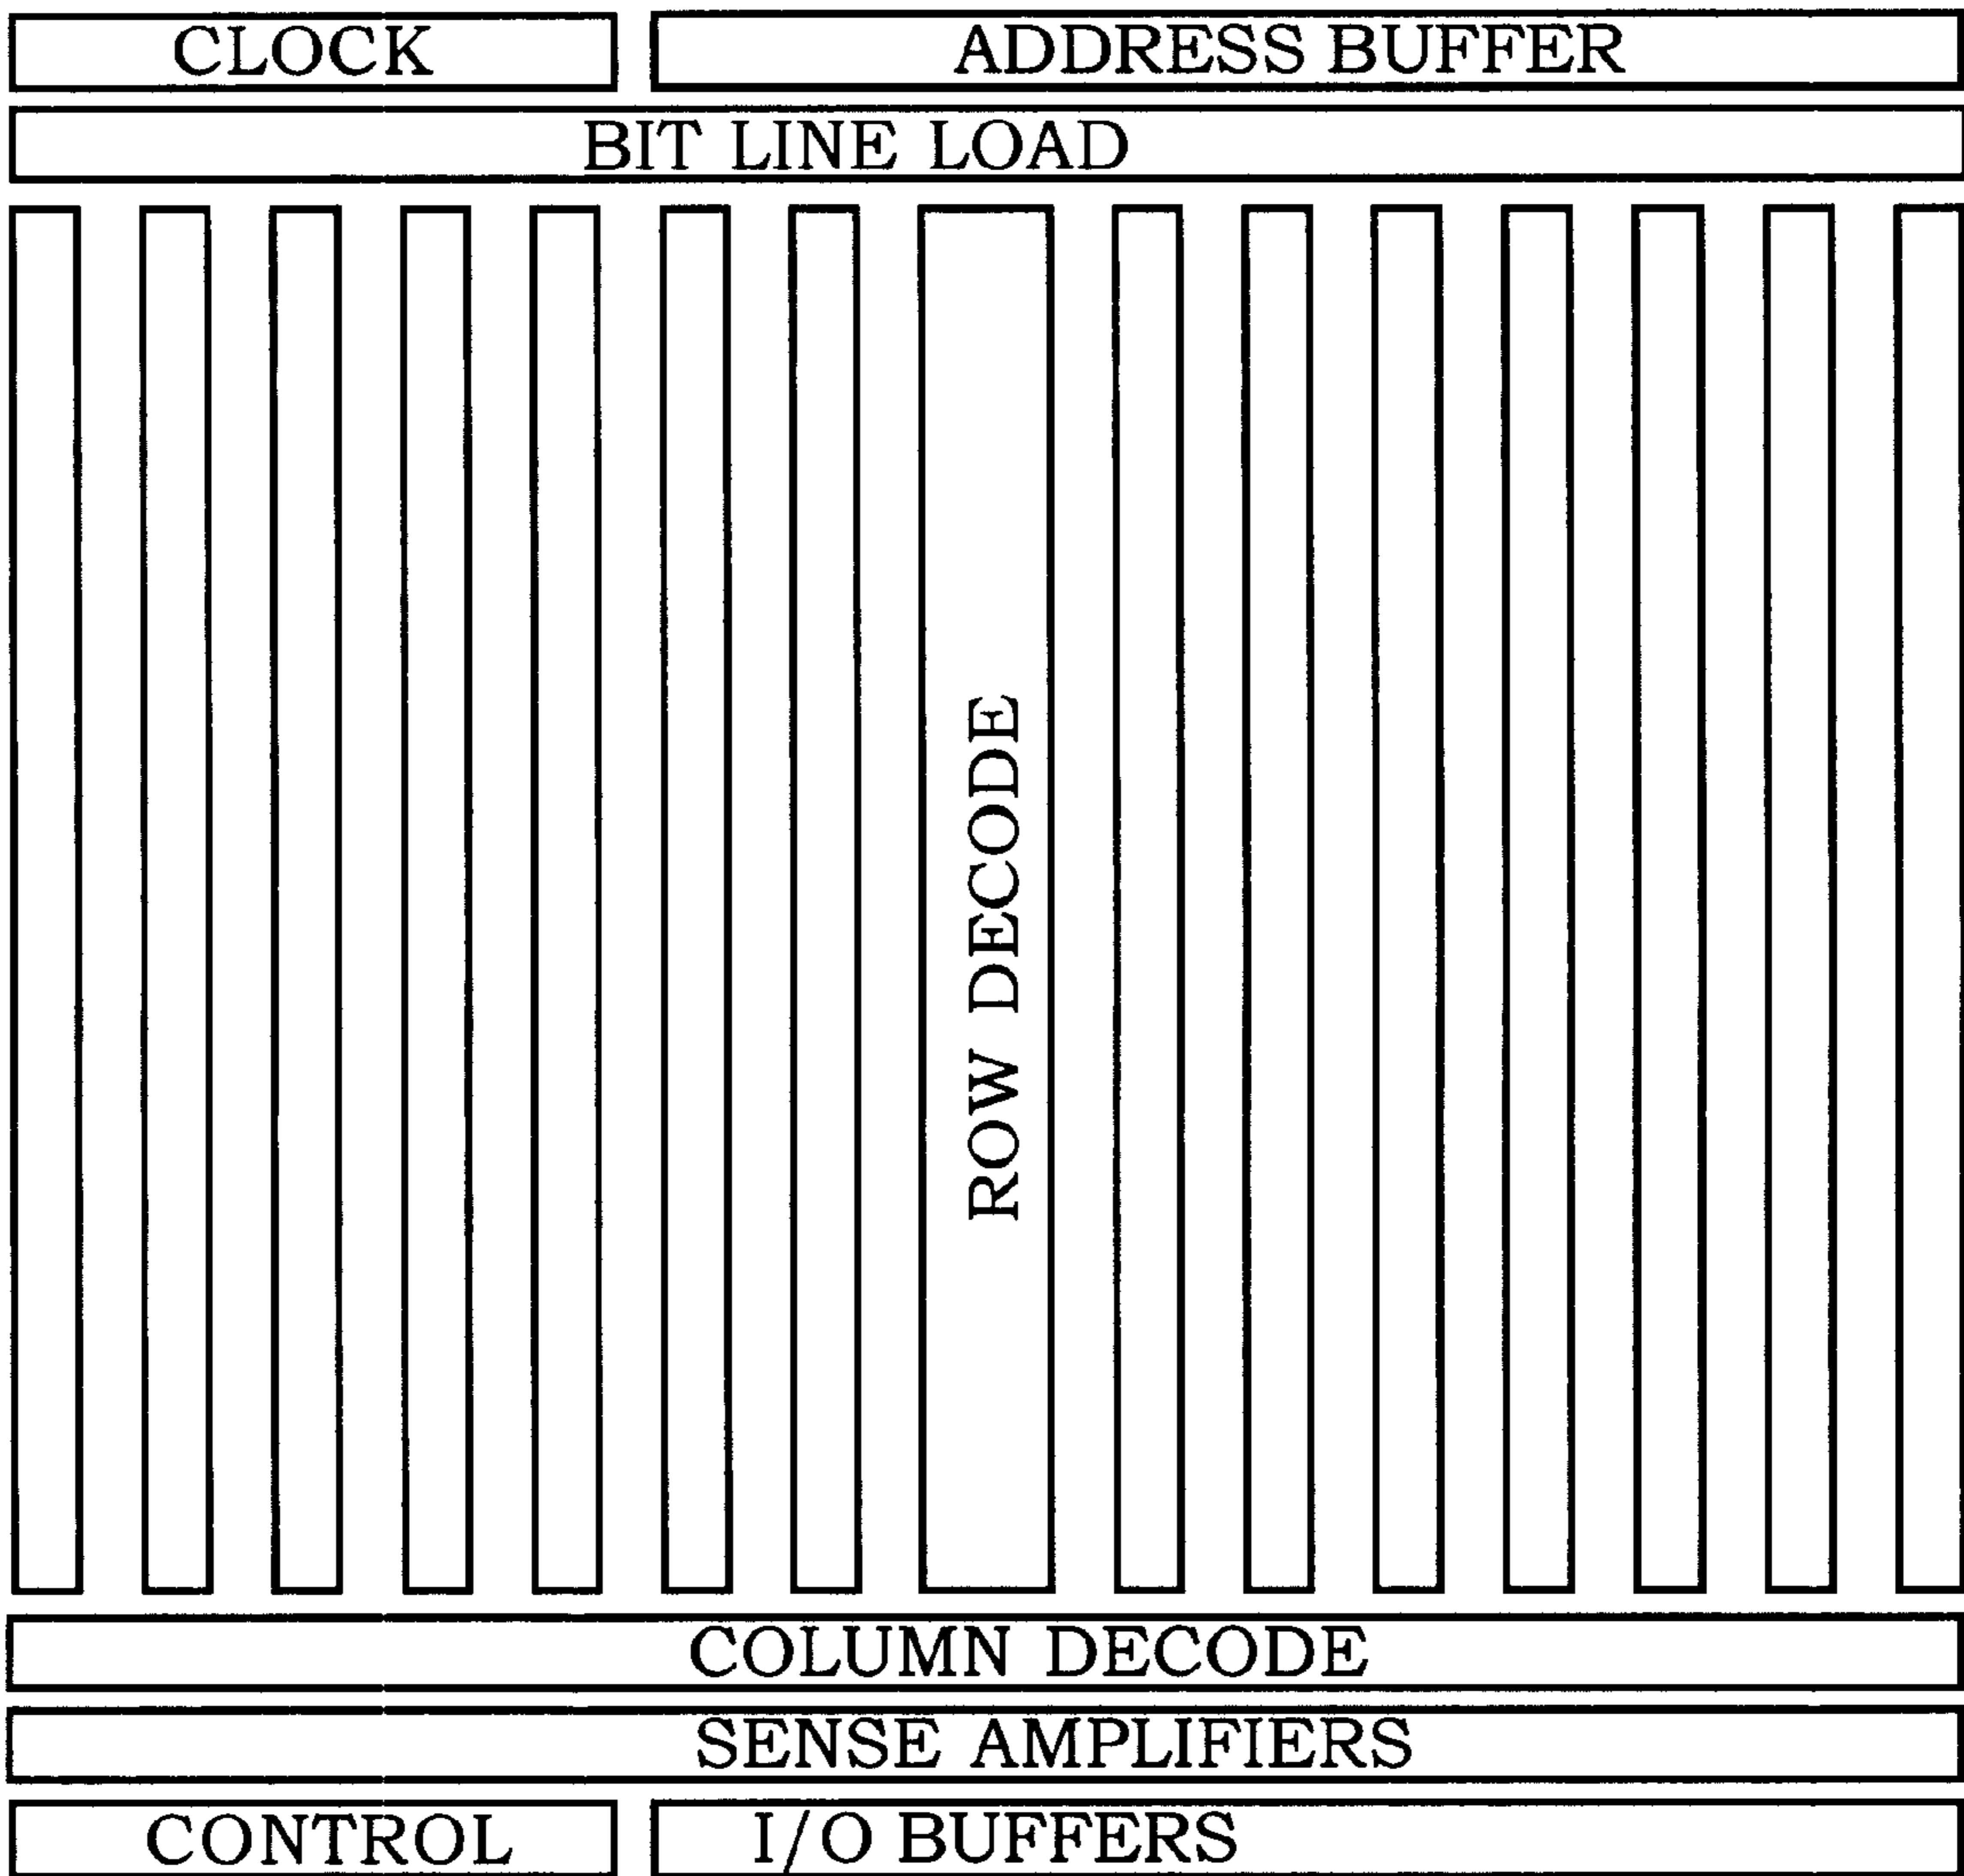 CLOCK
ADDRESS BUFFER
BIT LINE LOAD
ROW DECODE
COLUMN DECODE
SENSE AMPLIFIERS
CONTROL
I/O BUFFERS